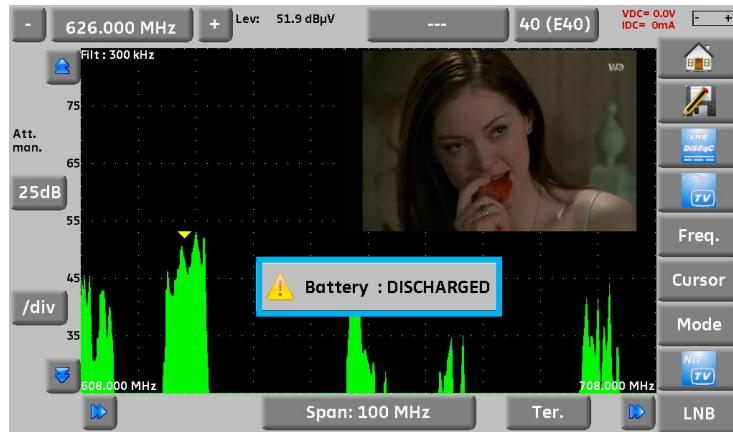 -
626.000 MHz
+
Lev: 51.9 dBµV
---
40 (E40)
VDC= 0.0V
IDC= 0mA
- +
Filt : 300 kHz
W9
75
Att.
man.
65
LNB
DiSEqC
25dB
TV
55
Freq.
45
Battery : DISCHARGED
Cursor
/div
35
Mode
NIT
TV
608.000 MHz
708.000 MHz
Span: 100 MHz
Ter.
LNB